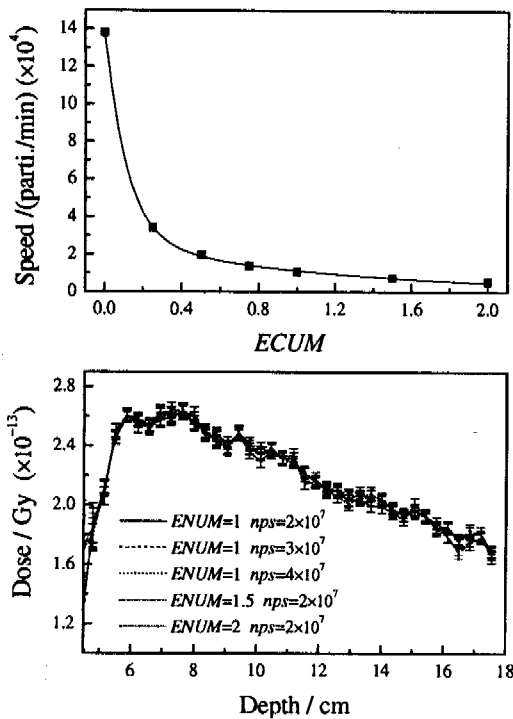 14
12
10
8
6
4
2
0
Speed /(parti./min) (×10⁴)
0.0 0.4 0.8 1.2 1.6 2.0
ECUM
2.8
2.4
2.0
1.6
1.2
Dose / Gy (×10⁻¹³)
ENUM=1 nps=2×10⁷
ENUM=1 nps=3×10⁷
ENUM=1 nps=4×10⁷
ENUM=1.5 nps=2×10⁷
ENUM=2 nps=2×10⁷
6 8 10 12 14 16 18
Depth / cm